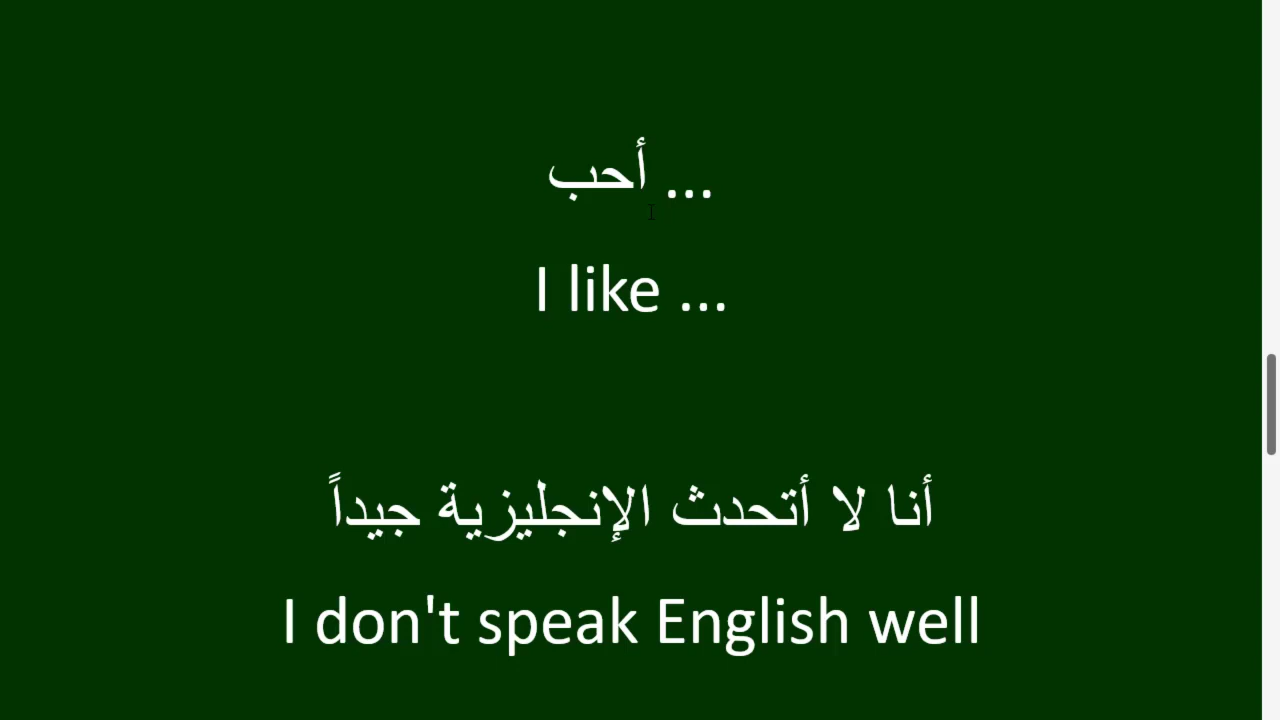 ... أحب
I like ...
أنا لا أتحدث الإنجليزية جيداً
I don't speak English well